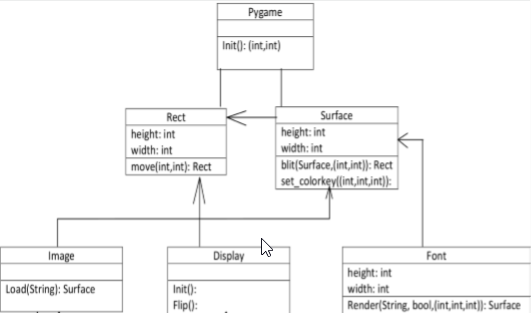 Pygame
Init(): (int,int)
Rect
height: int
width: int
move(int,int): Rect
Surface
height: int
width: int
blit(Surface,(int,int)): Rect
set_colorkey((int,int,int)):
Image
Load(String): Surface
Display
Init():
Flip():
Font
height: int
width: int
Render(String, bool,(int,int,int)): Surface